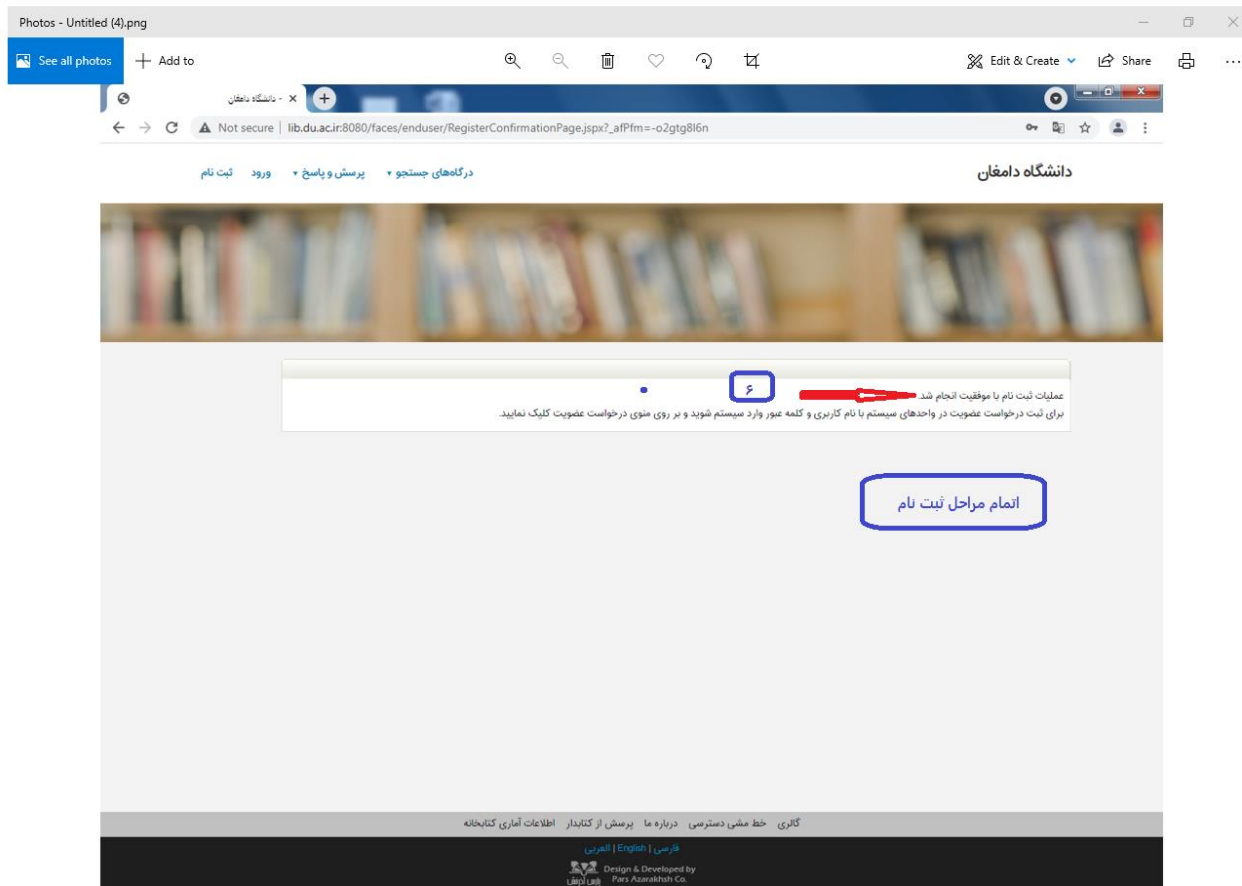 Photos - Untitled (4).png
See all photos
Add to
Edit & Create
Share
دانشگاه دامغان -
Not secure | lib.du.ac.ir:8080/faces/enduser/RegisterConfirmationPage.jspx?_afPfm=-o2gtg8l6n
دانشگاه دامغان
درگاه‌های جستجو
پرسش و پاسخ
ورود
ثبت نام
۶
عملیات ثبت نام با موفقیت انجام شد.
برای ثبت درخواست عضویت در واحدهای سیستم با نام کاربری و کلمه عبور وارد سیستم شوید و بر روی منوی درخواست عضویت کلیک نمایید.
اتمام مراحل ثبت نام
گالری خط مشی دسترسی درباره ما پرسش از کتابدار اطلاعات آماری کتابخانه
فارسی | English | العربی
Design & Developed by
پارس آذرخش Pars Azarakhsh Co.